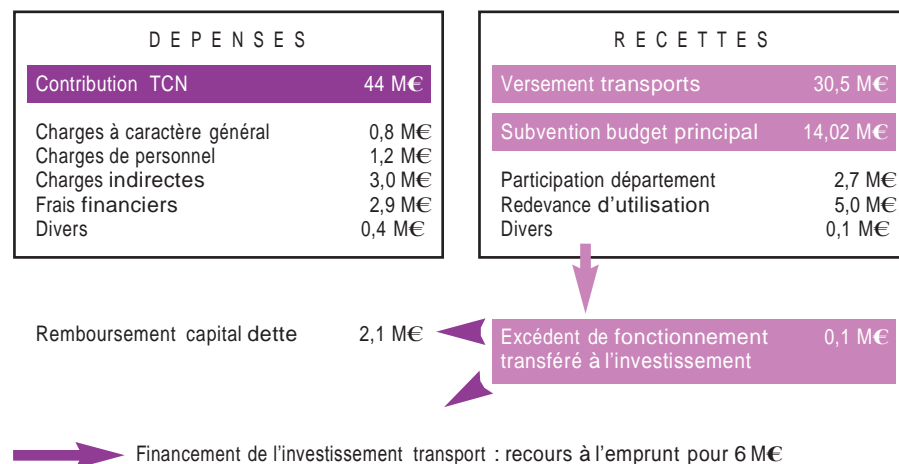 DEPENSES
Contribution TCN 44 M€
Charges à caractère général 0,8 M€
Charges de personnel 1,2 M€
Charges indirectes 3,0 M€
Frais financiers 2,9 M€
Divers 0,4 M€
RECETTES
Versement transports 30,5 M€
Subvention budget principal 14,02 M€
Participation département 2,7 M€
Redevance d'utilisation 5,0 M€
Divers 0,1 M€
Remboursement capital dette 2,1 M€
Excédent de fonctionnement 0,1 M€
transféré à l'investissement
Financement de l'investissement transport : recours à l'emprunt pour 6 M€